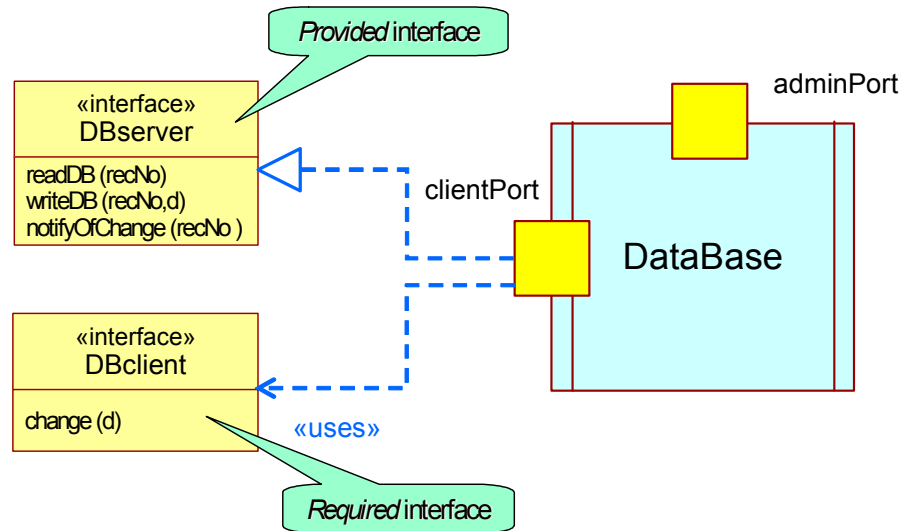 Provided interface
adminPort
«interface»
DBserver
readDB (recNo)
writeDB (recNo,d)
notifyOfChange (recNo )
clientPort
DataBase
«interface»
DBclient
change (d)
«uses»
Required interface